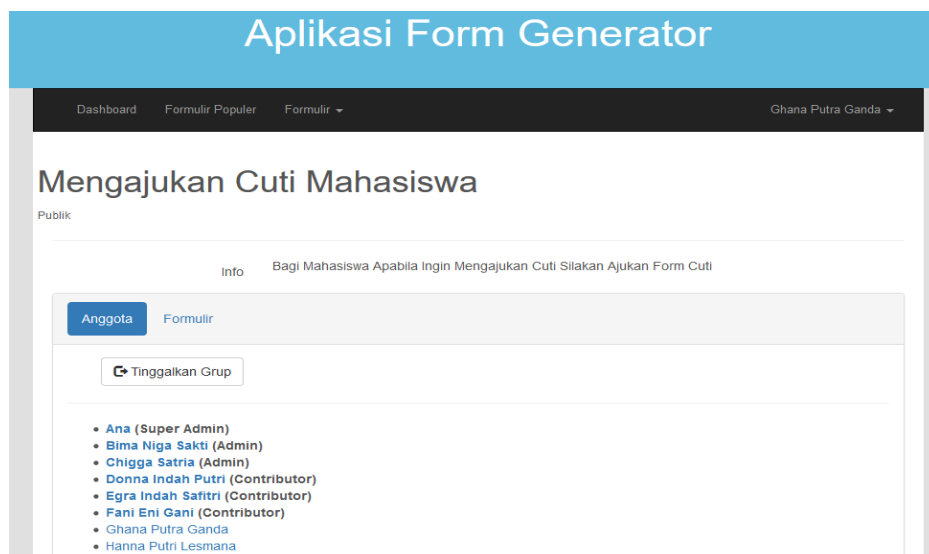 Aplikasi Form Generator
Dashboard Formulir Populer Formulir Ghana Putra Ganda
Mengajukan Cuti Mahasiswa
Publik
Info Bagi Mahasiswa Apabila Ingin Mengajukan Cuti Silakan Ajukan Form Cuti
Anggota Formulir
Tinggalkan Grup
Ana (Super Admin)
Bima Niga Sakti (Admin)
Chigga Satria (Admin)
Donna Indah Putri (Contributor)
Egra Indah Safitri (Contributor)
Fani Eni Gani (Contributor)
Ghana Putra Ganda
Hanna Putri Lesmana